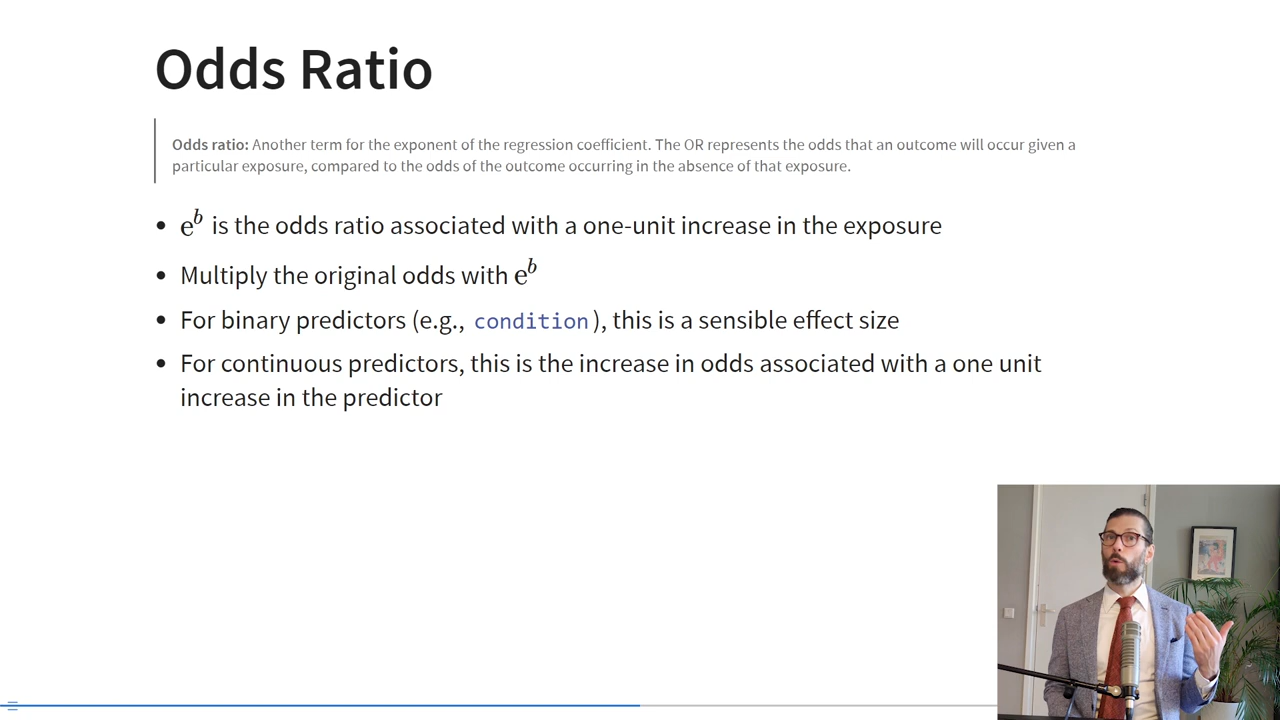 Odds Ratio
Odds ratio: Another term for the exponent of the regression coefficient. The OR represents the odds that an outcome will occur given a
particular exposure, compared to the odds of the outcome occurring in the absence of that exposure.
• e^b is the odds ratio associated with a one-unit increase in the exposure
• Multiply the original odds with e^b
• For binary predictors (e.g., condition), this is a sensible effect size
• For continuous predictors, this is the increase in odds associated with a one unit
increase in the predictor